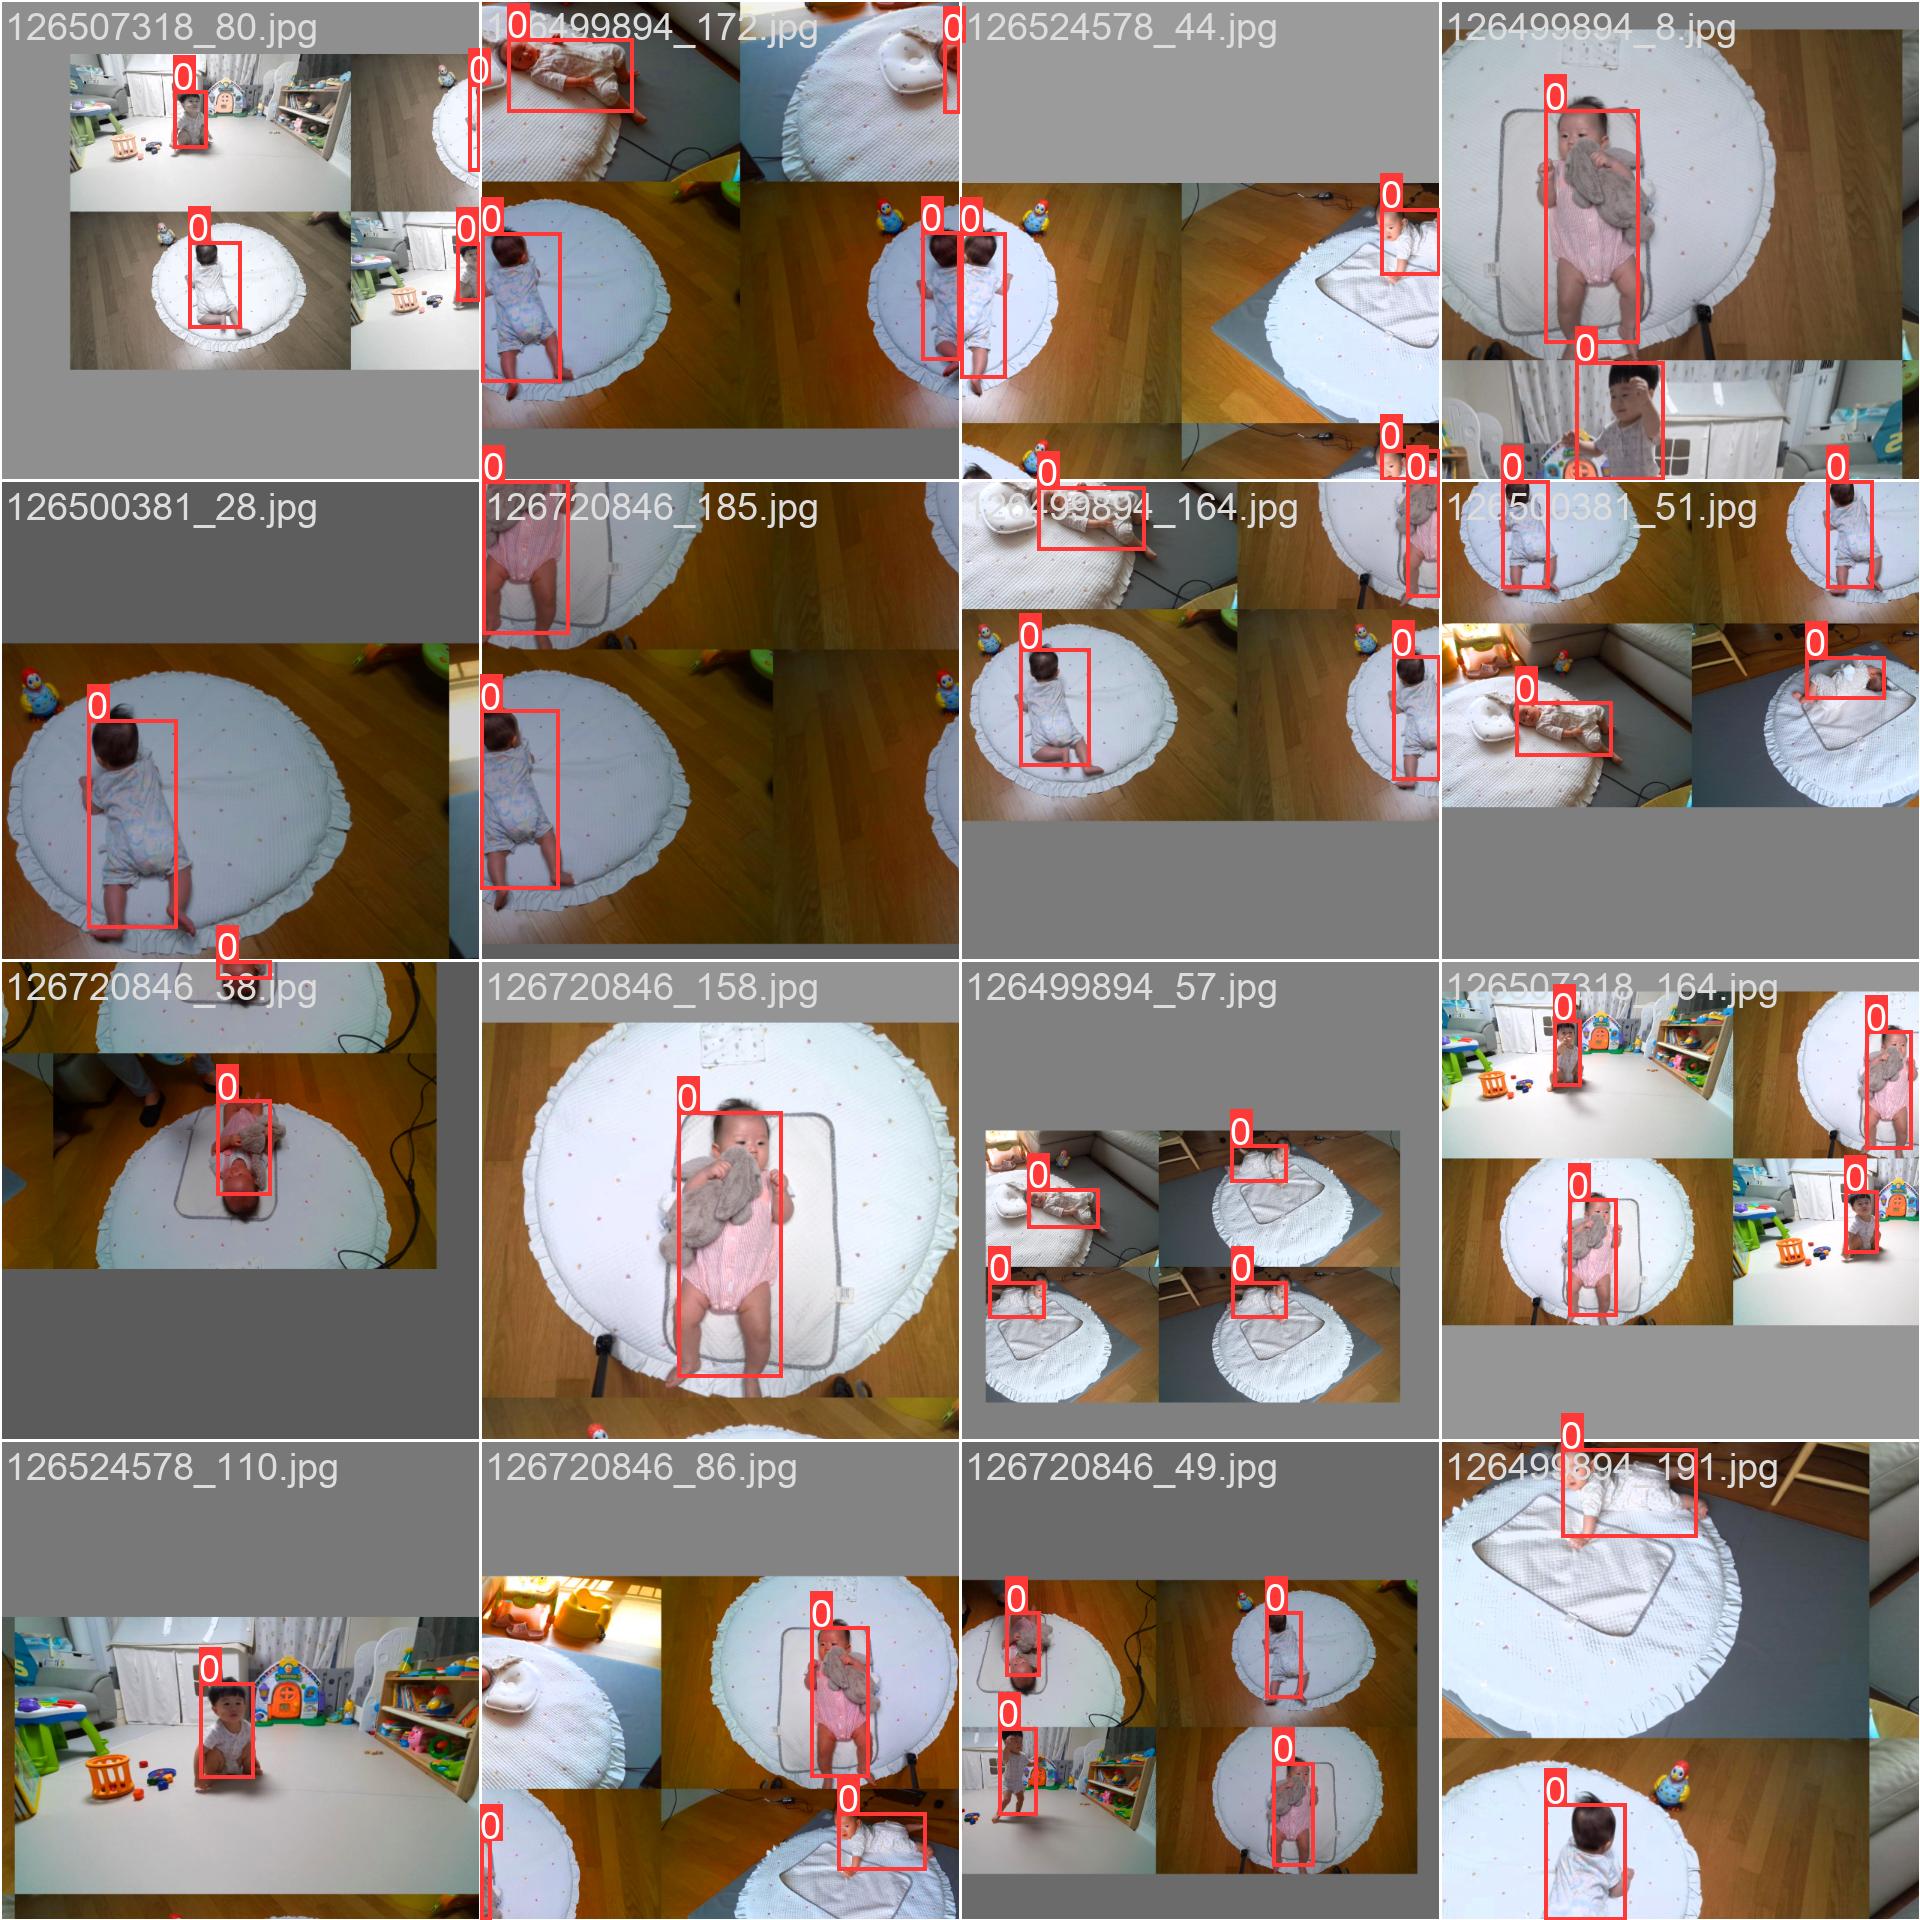 126507318_80.jpg
126499894_172.jpg
126524578_44.jpg
126499894_8.jpg
0 0 0 0
0 0 0 0
0 0 0 0
0 0 0
126500381_28.jpg
126720846_185.jpg
126499894_164.jpg
126500381_51.jpg
0
0 0
0 0 0 0
0 0 0 0
126720846_38.jpg
126720846_158.jpg
126499894_57.jpg
126507318_164.jpg
0 0
0
0 0 0 0
0 0 0 0
126524578_110.jpg
126720846_86.jpg
126720846_49.jpg
126499894_191.jpg
0
0 0 0
0 0 0 0
0 0